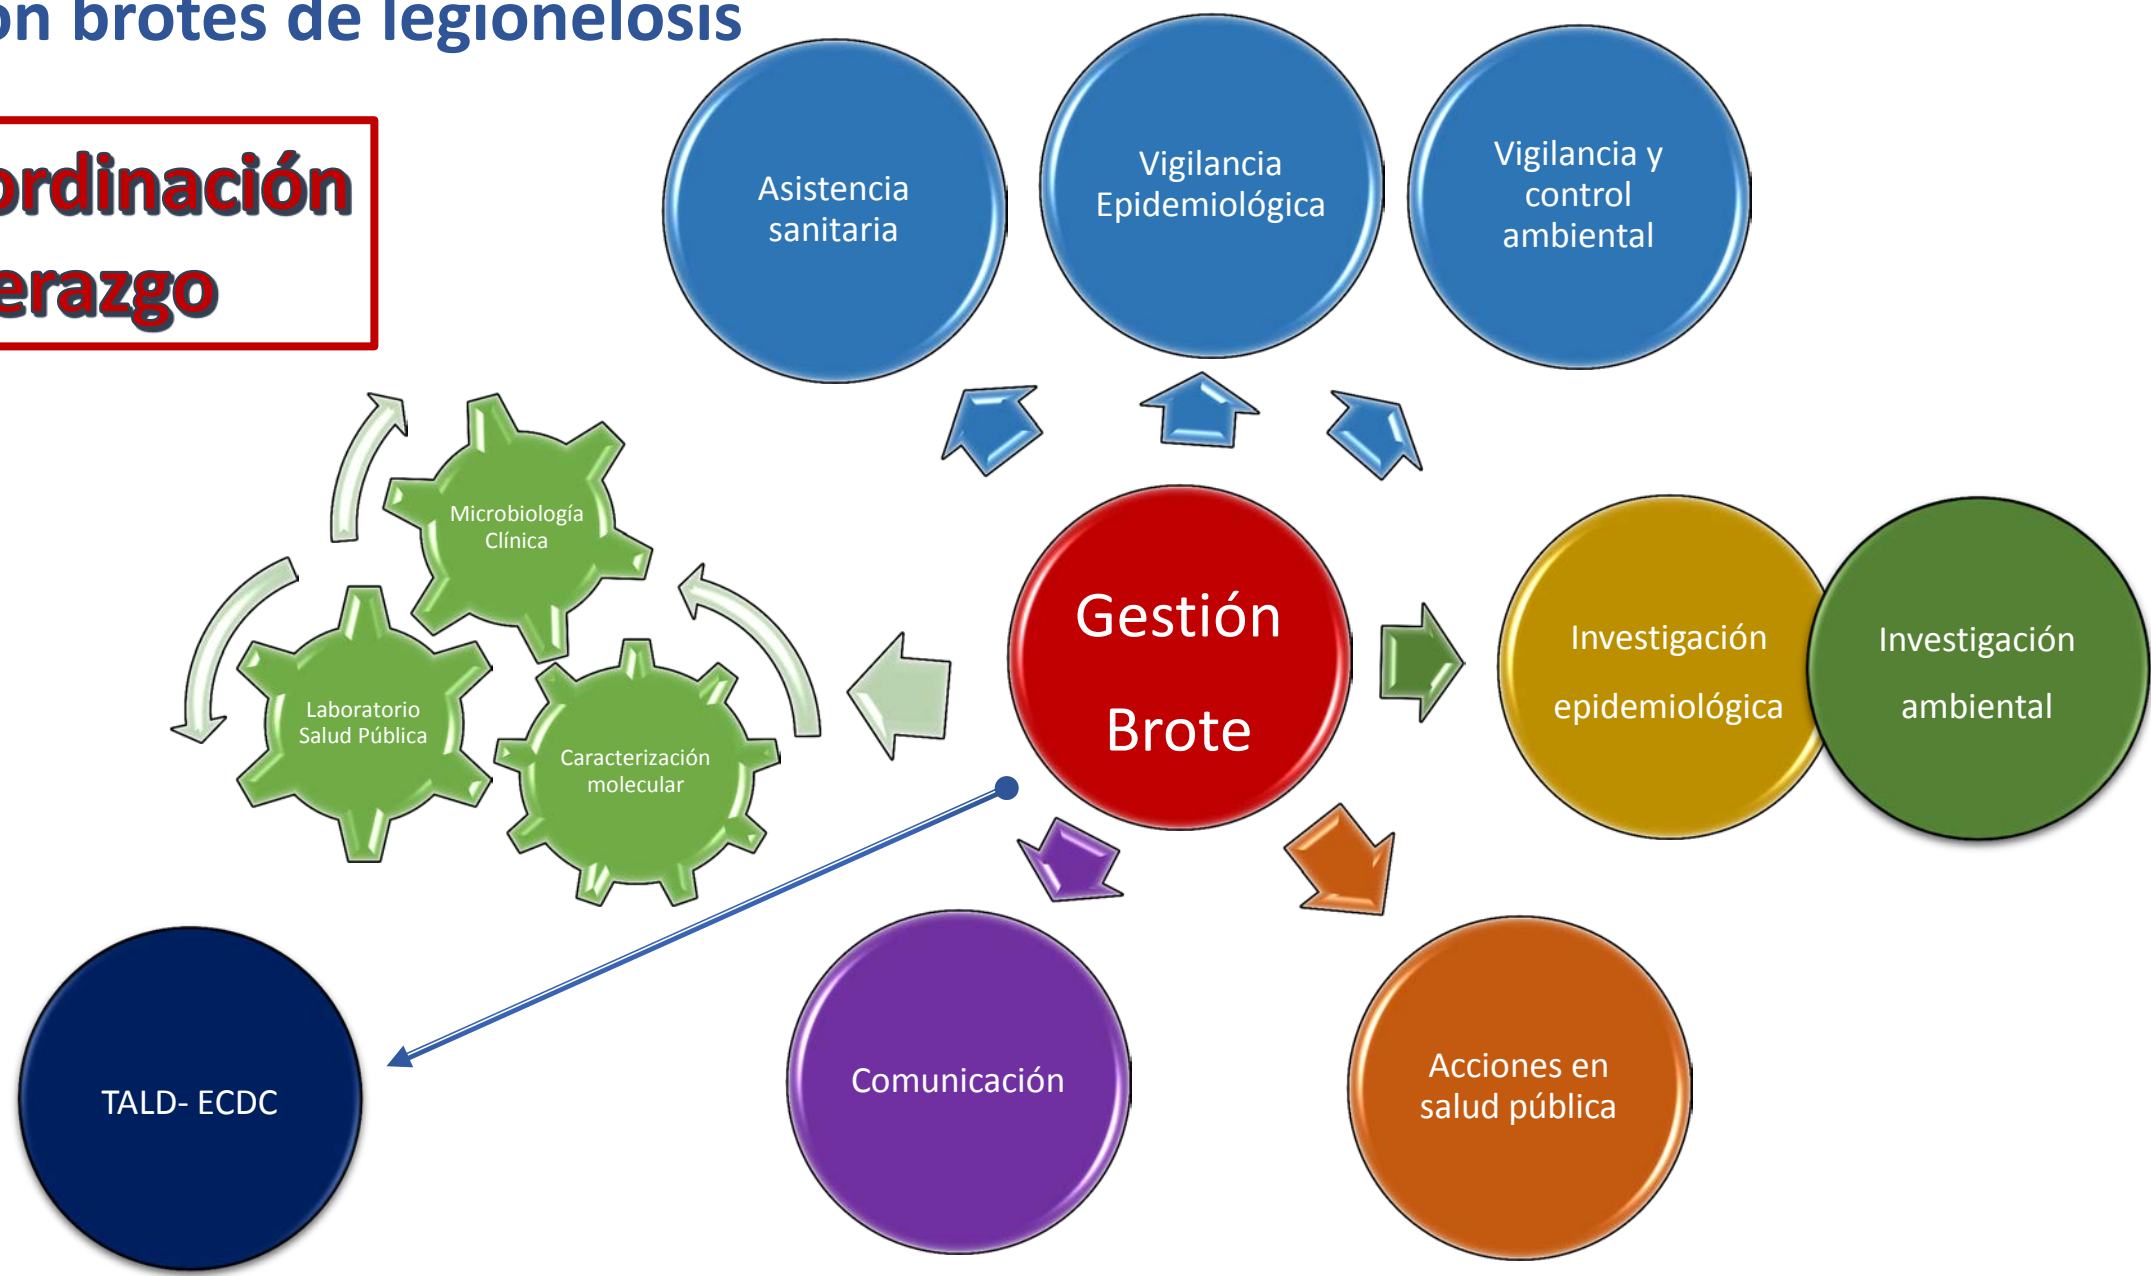 ón brotes de legionelosis
ordinación
erazgo
Asistencia
sanitaria
Vigilancia
Epidemiológica
Vigilancia y
control
ambiental
Microbiología
Clínica
Laboratorio
Salud Pública
Caracterización
molecular
Gestión
Brote
Investigación
epidemiológica
Investigación
ambiental
TALD- ECDC
Comunicación
Acciones en
salud pública